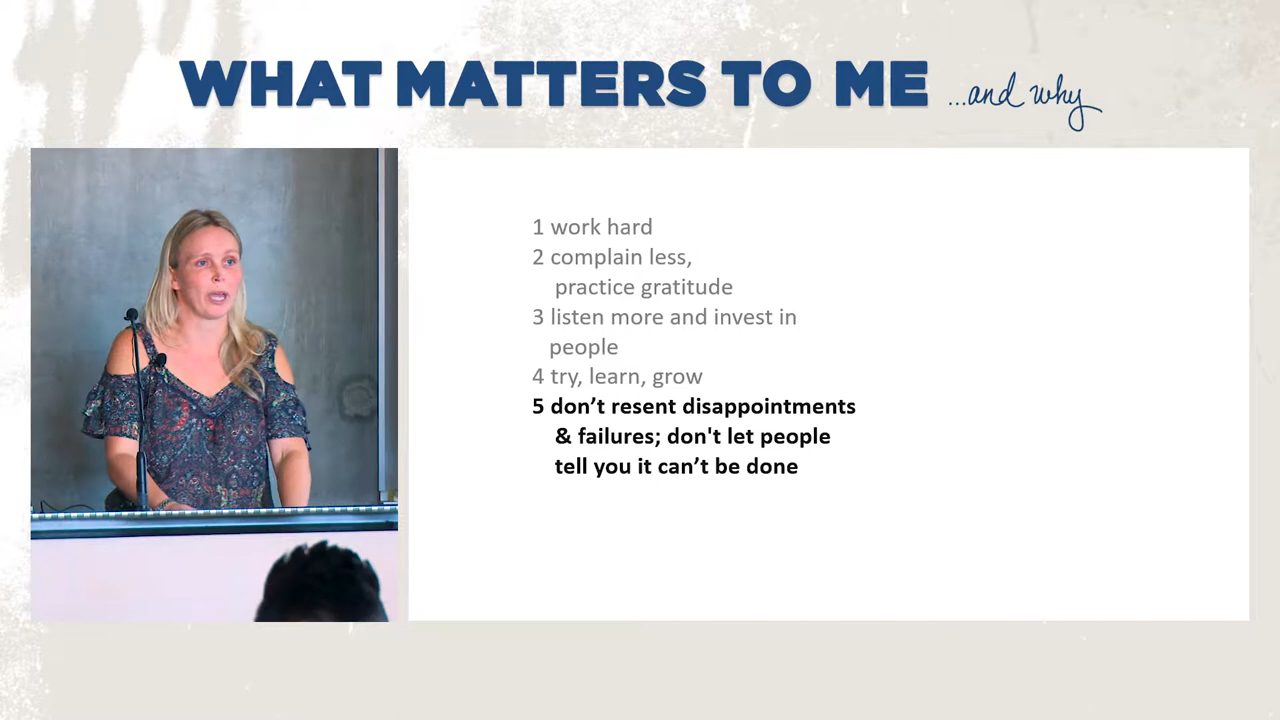 WHAT MATTERS TO ME ...and why
1 work hard
2 complain less,
practice gratitude
3 listen more and invest in
people
4 try, learn, grow
5 don’t resent disappointments
& failures; don't let people
tell you it can’t be done